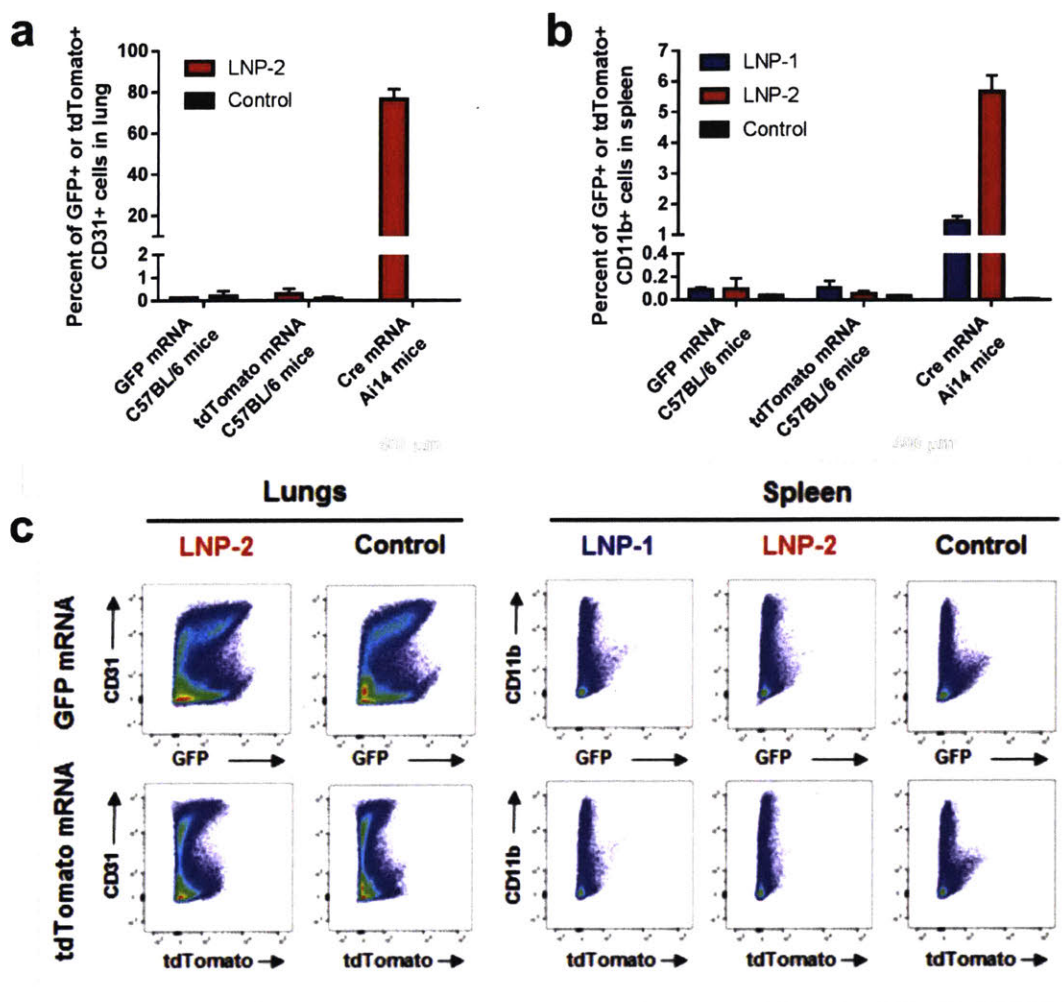 a
Percent of GFP+ or tdTomato+
CD31+ cells in lung
100
80
60
40
20
2
1
0
LNP-2
Control
GFP mRNA
C57BL/6 mice
tdTomato mRNA
C57BL/6 mice
Cre mRNA
Ai14 mice
b
Percent of GFP+ or tdTomato+
CD11b+ cells in spleen
7
6
5
4
3
2
1
0.4
0.2
0.0
LNP-1
LNP-2
Control
GFP mRNA
C57BL/6 mice
tdTomato mRNA
C57BL/6 mice
Cre mRNA
Ai14 mice
c
Lungs
Spleen
LNP-2
Control
LNP-1
LNP-2
Control
GFP mRNA
CD31
CD11b
GFP
GFP
GFP
GFP
GFP
tdTomato mRNA
CD31
CD11b
tdTomato
tdTomato
tdTomato
tdTomato
tdTomato